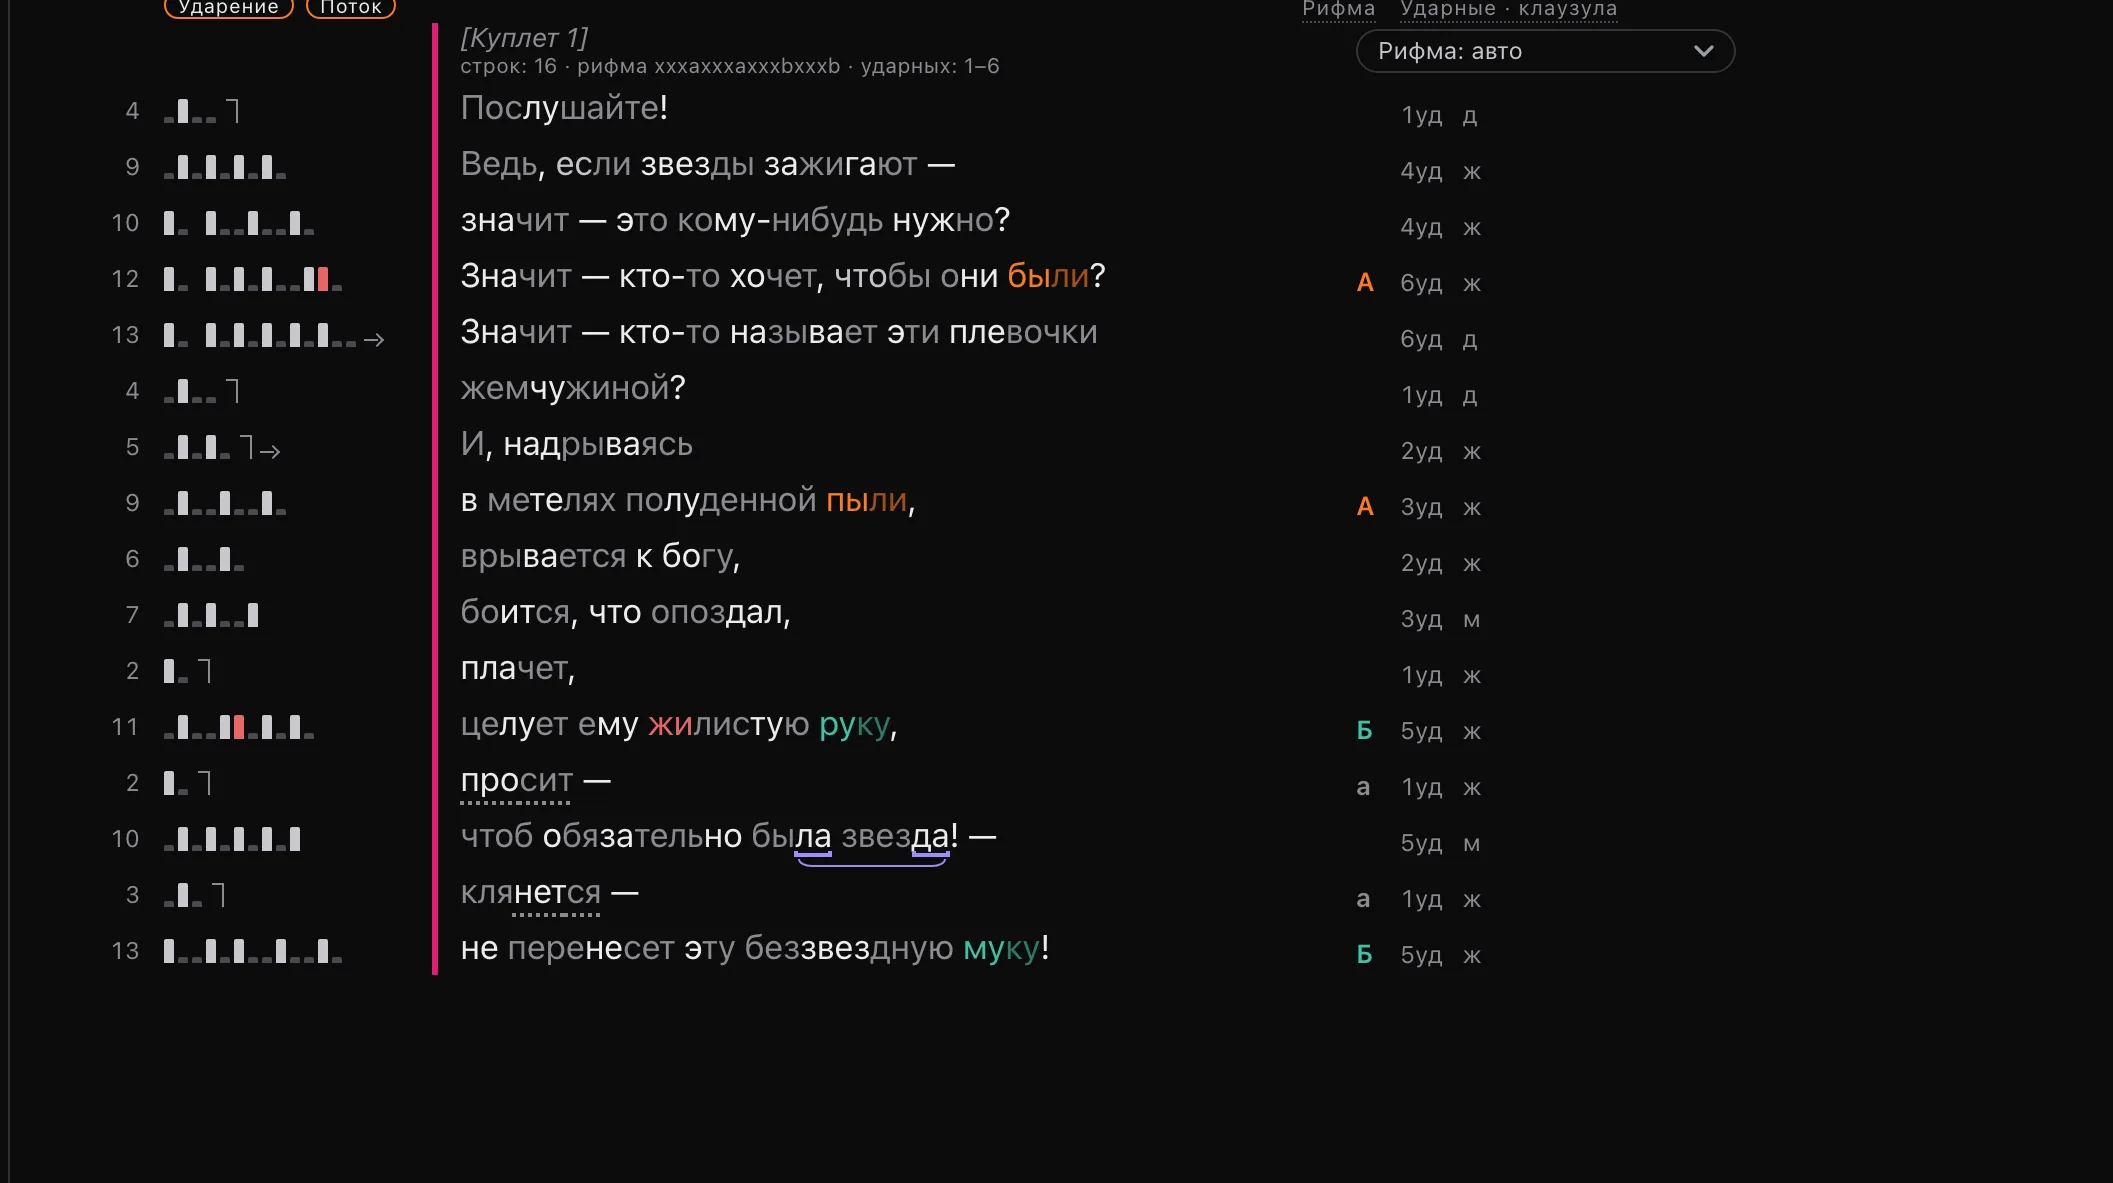 Ударение Поток Рифма Ударные · клаузула
[Куплет 1] Рифма: авто
строк: 16 · рифма xxxaxxxaxxxbxxxb · ударных: 1–6
4 Послушайте! 1уд д
9 Ведь, если звезды зажигают — 4уд ж
10 значит — это кому-нибудь нужно? 4уд ж
12 Значит — кто-то хочет, чтобы они были? А 6уд ж
13 → Значит — кто-то называет эти плевочки 6уд д
4 жемчужиной? 1уд д
5 → И, надрываясь 2уд ж
9 в метелях полуденной пыли, А 3уд ж
6 врывается к богу, 2уд ж
7 боится, что опоздал, 3уд м
2 плачет, 1уд ж
11 целует ему жилистую руку, Б 5уд ж
2 просит — а 1уд ж
10 чтоб обязательно была звезда! — 5уд м
3 клянется — а 1уд ж
13 не перенесет эту беззвездную муку! Б 5уд ж